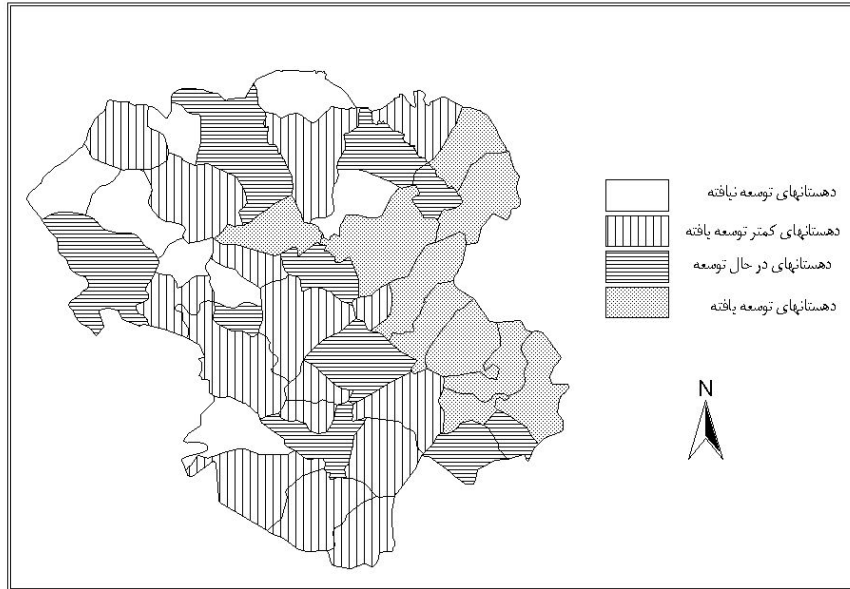 دهستانهای توسعه نیافته
دهستانهای کمتر توسعه یافته
دهستانهای در حال توسعه
دهستانهای توسعه یافته
N